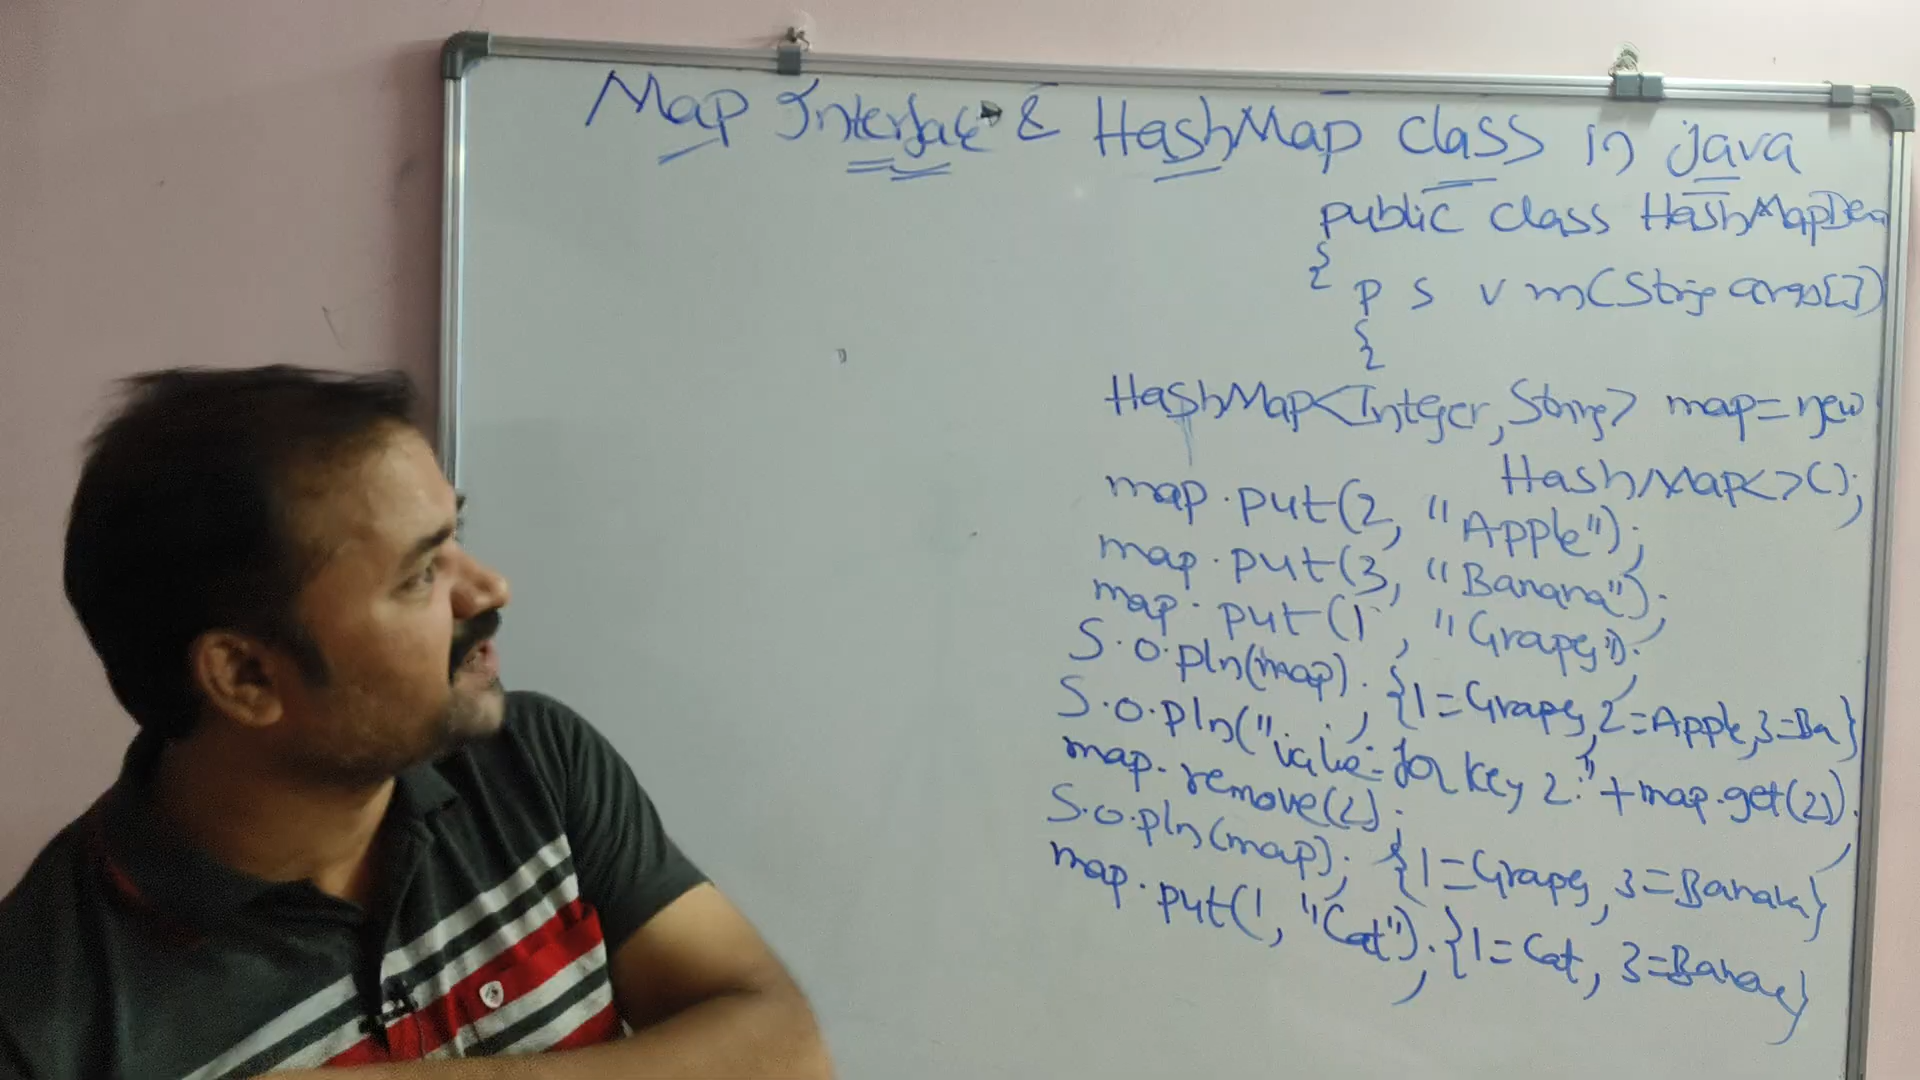 Map Interface & HashMap class in java
public class HashMapDem
{
p s v m(String args[])
{
HashMap<Integer, String> map = new
HashMap<>();
map.put(2, "Apple");
map.put(3, "Banana");
map.put(1, "Grapes");
S.o.pln(map); {1=Grapes, 2=Apple, 3=Ba}
S.o.pln("value for key 2:" + map.get(2));
map.remove(2);
S.o.pln(map); {1=Grapes, 3=Banana}
map.put(1, "Cat"); {1=Cat, 3=Banana}